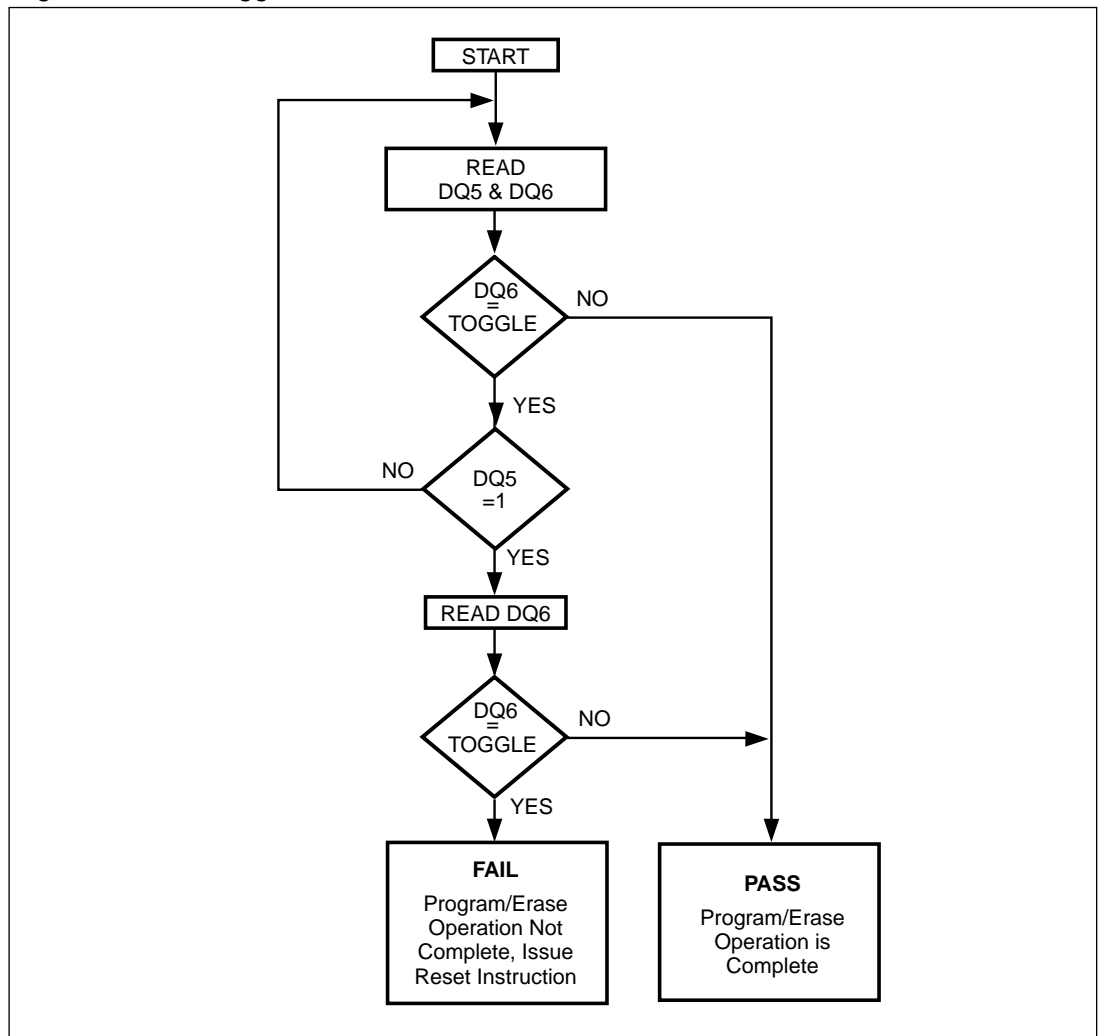 START
READ
DQ5 & DQ6
DQ6
=
TOGGLE
NO
YES
NO
DQ5
=1
YES
READ DQ6
DQ6
=
TOGGLE
NO
YES
FAIL
Program/Erase
Operation Not
Complete, Issue
Reset Instruction
PASS
Program/Erase
Operation is
Complete